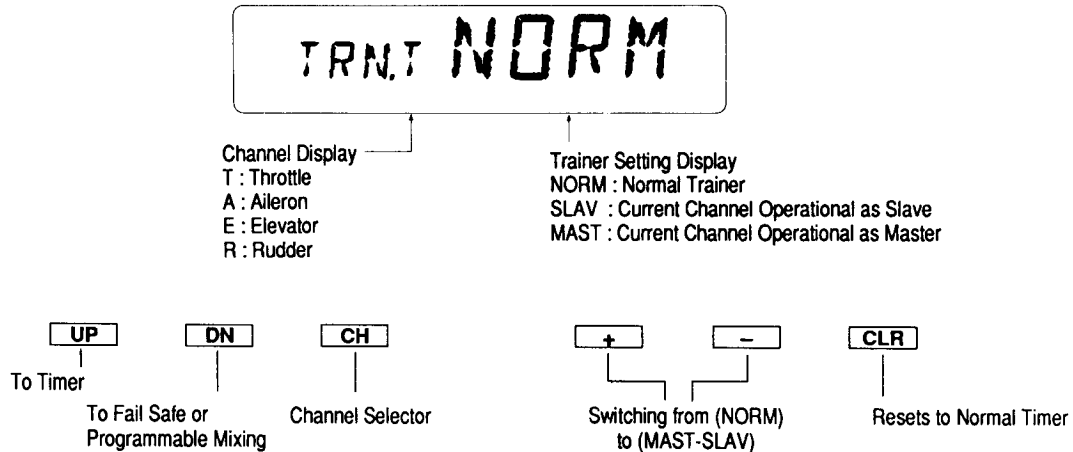 TRN.T NORM
Channel Display
T : Throttle
A : Aileron
E : Elevator
R : Rudder
Trainer Setting Display
NORM : Normal Trainer
SLAV : Current Channel Operational as Slave
MAST : Current Channel Operational as Master
UP
DN
CH
+
−
CLR
To Timer
To Fail Safe or
Programmable Mixing
Channel Selector
Switching from (NORM)
to (MAST-SLAV)
Resets to Normal Timer